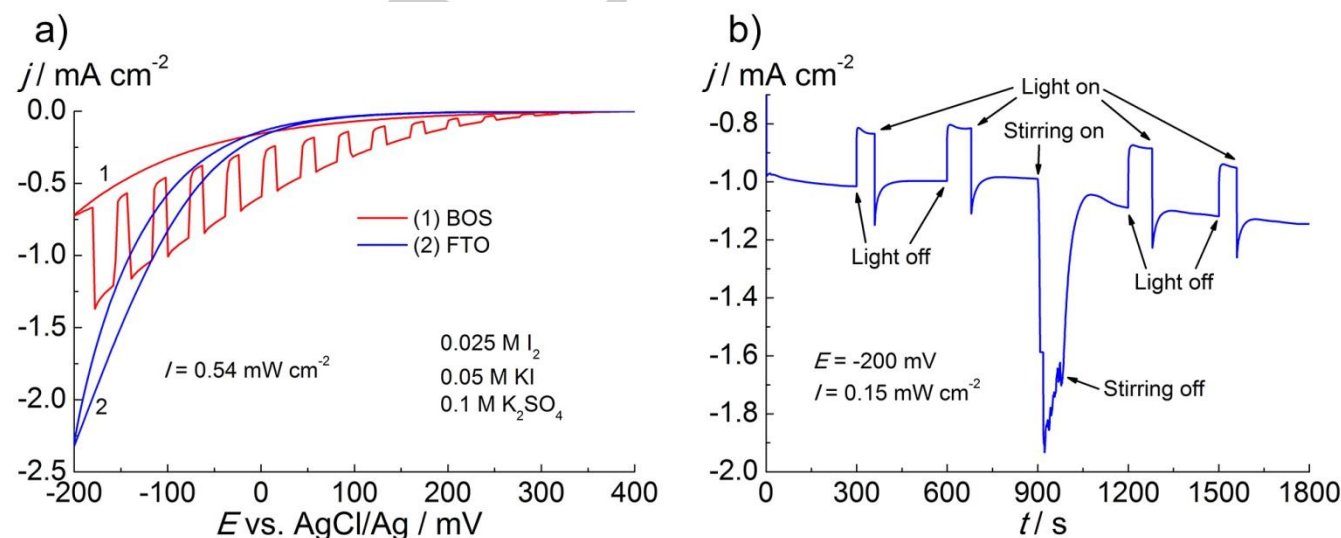 a)
j / mA cm⁻²
0.0
-0.5
-1.0
-1.5
-2.0
-2.5
-200
-100
0
100
200
300
400
E vs. AgCl/Ag / mV
1
2
(1) BOS
(2) FTO
I = 0.54 mW cm⁻²
0.025 M I₂
0.05 M KI
0.1 M K₂SO₄
b)
j / mA cm⁻²
-0.8
-1.0
-1.2
-1.4
-1.6
-1.8
-2.0
0
300
600
900
1200
1500
1800
t / s
Light on
Stirring on
Light off
Light off
Stirring off
E = -200 mV
I = 0.15 mW cm⁻²